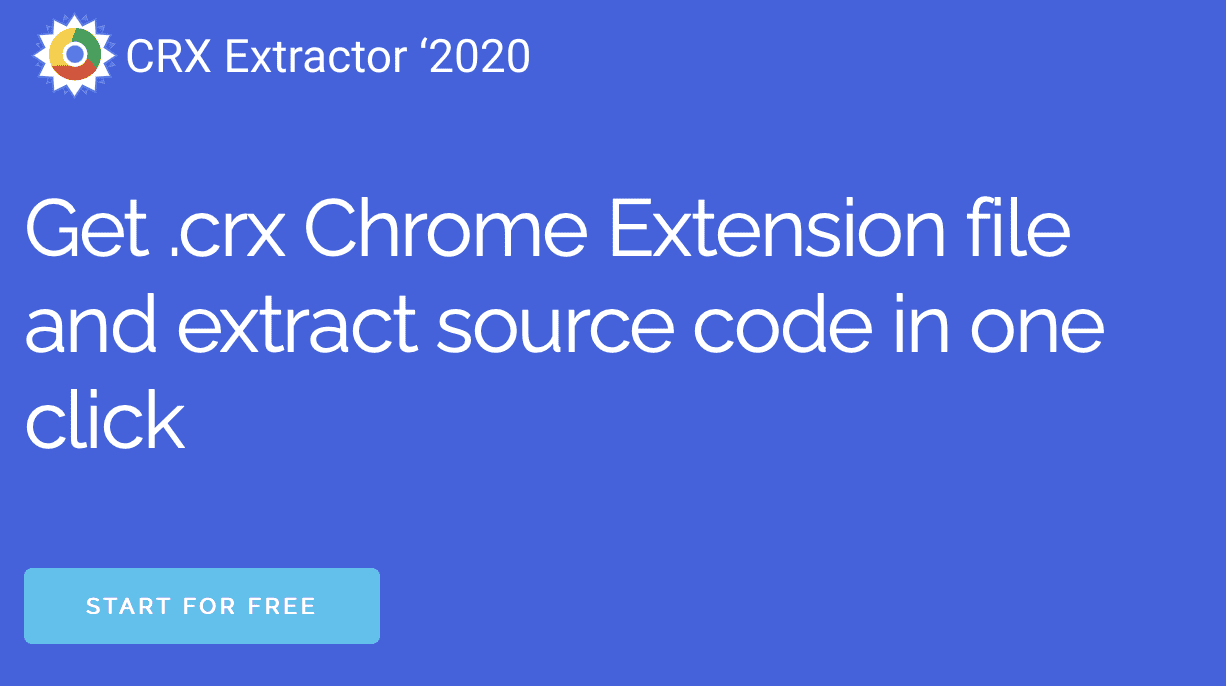 CRX Extractor ‘2020
Get .crx Chrome Extension file
and extract source code in one
click
START FOR FREE